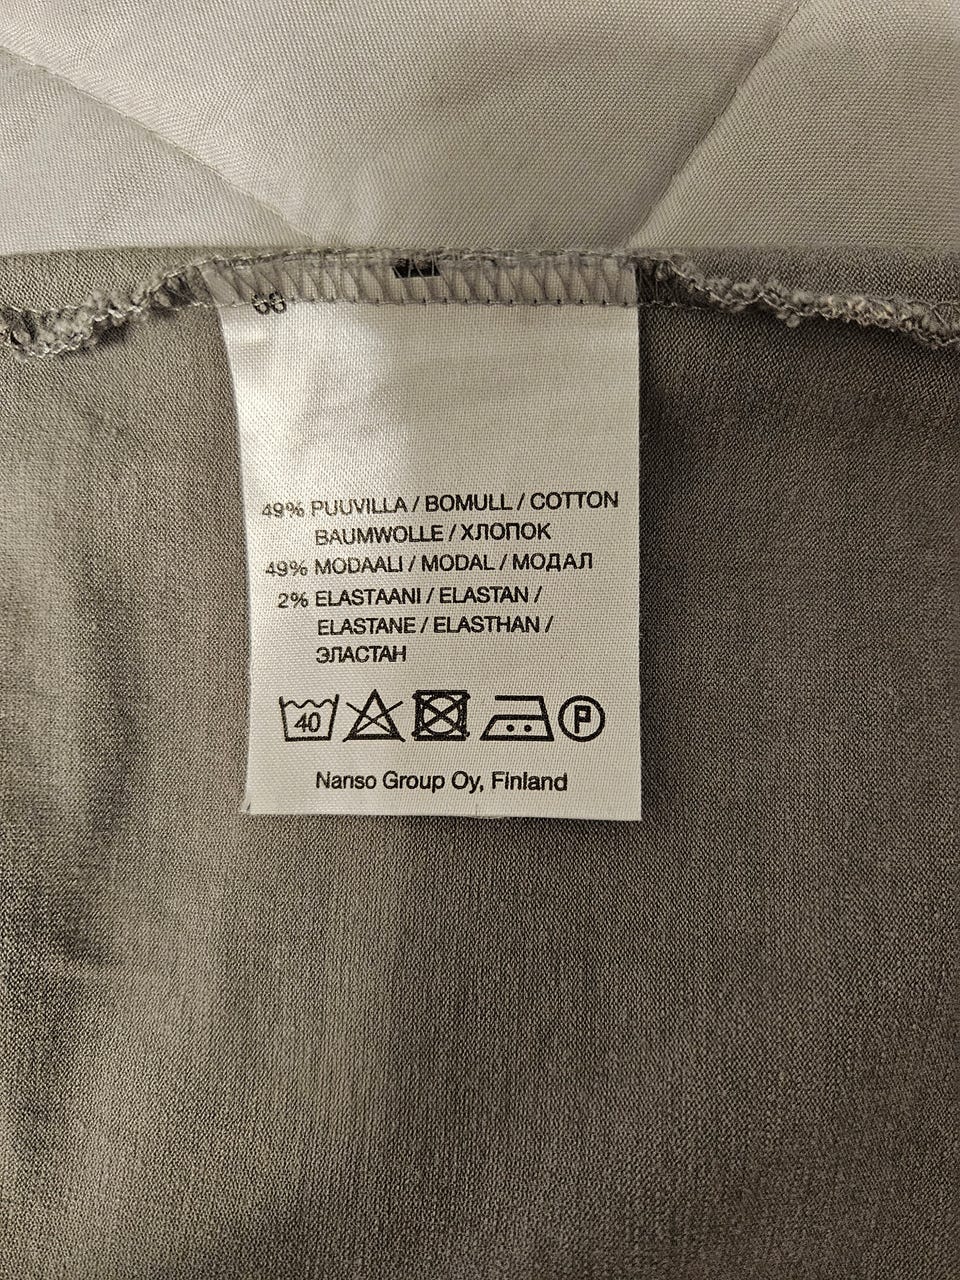 49% PUUVILLA / BOMULL / COTTON
BAUMWOLLE / ХЛОПОК
49% MODAALI / MODAL / МОДАЛ
2% ELASTAANI / ELASTAN /
ELASTANE / ELASTHAN /
ЭЛАСТАН
40 P
Nanso Group Oy, Finland